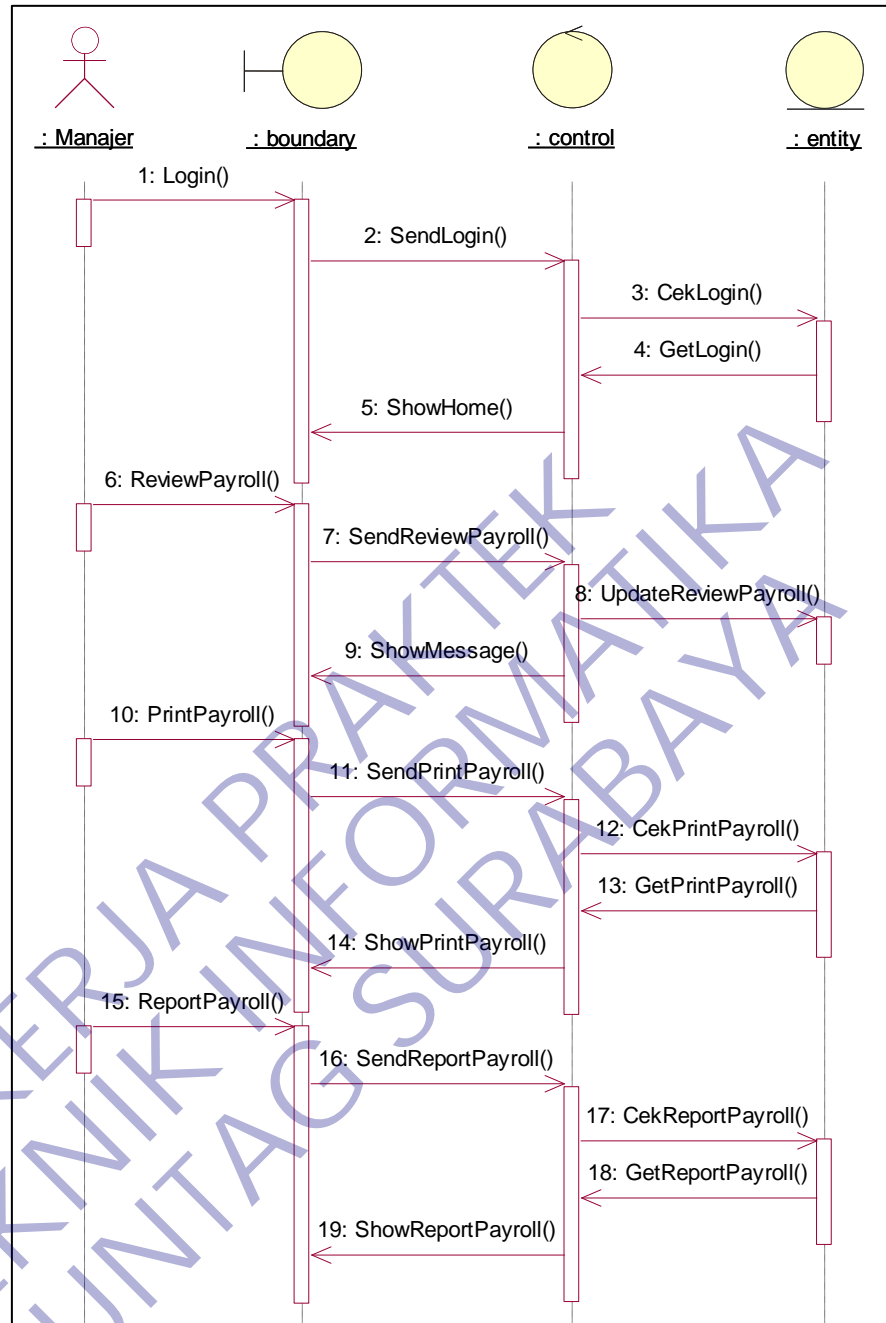 : Manajer
: boundary
: control
: entity
1: Login()
2: SendLogin()
3: CekLogin()
4: GetLogin()
5: ShowHome()
6: ReviewPayroll()
7: SendReviewPayroll()
8: UpdateReviewPayroll()
9: ShowMessage()
10: PrintPayroll()
11: SendPrintPayroll()
12: CekPrintPayroll()
13: GetPrintPayroll()
14: ShowPrintPayroll()
15: ReportPayroll()
16: SendReportPayroll()
17: CekReportPayroll()
18: GetReportPayroll()
19: ShowReportPayroll()
KERJA PRAKTEK
TEKNIK INFORMATIKA
UNTAG SURABAYA